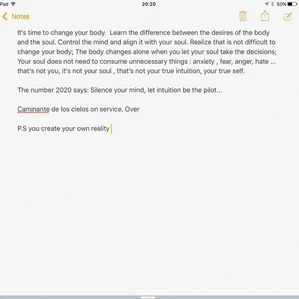 Pad
20:20
50%
Notes
It's time to change your body.  Learn the difference between the desires of the body
and the soul. Control the mind and align it with your soul. Realize that is not difficult to
change your body; The body changes alone when you let your soul take the decisions;
Your soul does not need to consume unnecessary things : anxiety , fear, anger, hate ...
that's not you, it's not your soul , that's not your true intuition, your true self.
The number 2020 says: Silence your mind, let intuition be the pilot...
Caminante de los cielos on service. Over
P.S you create your own reality